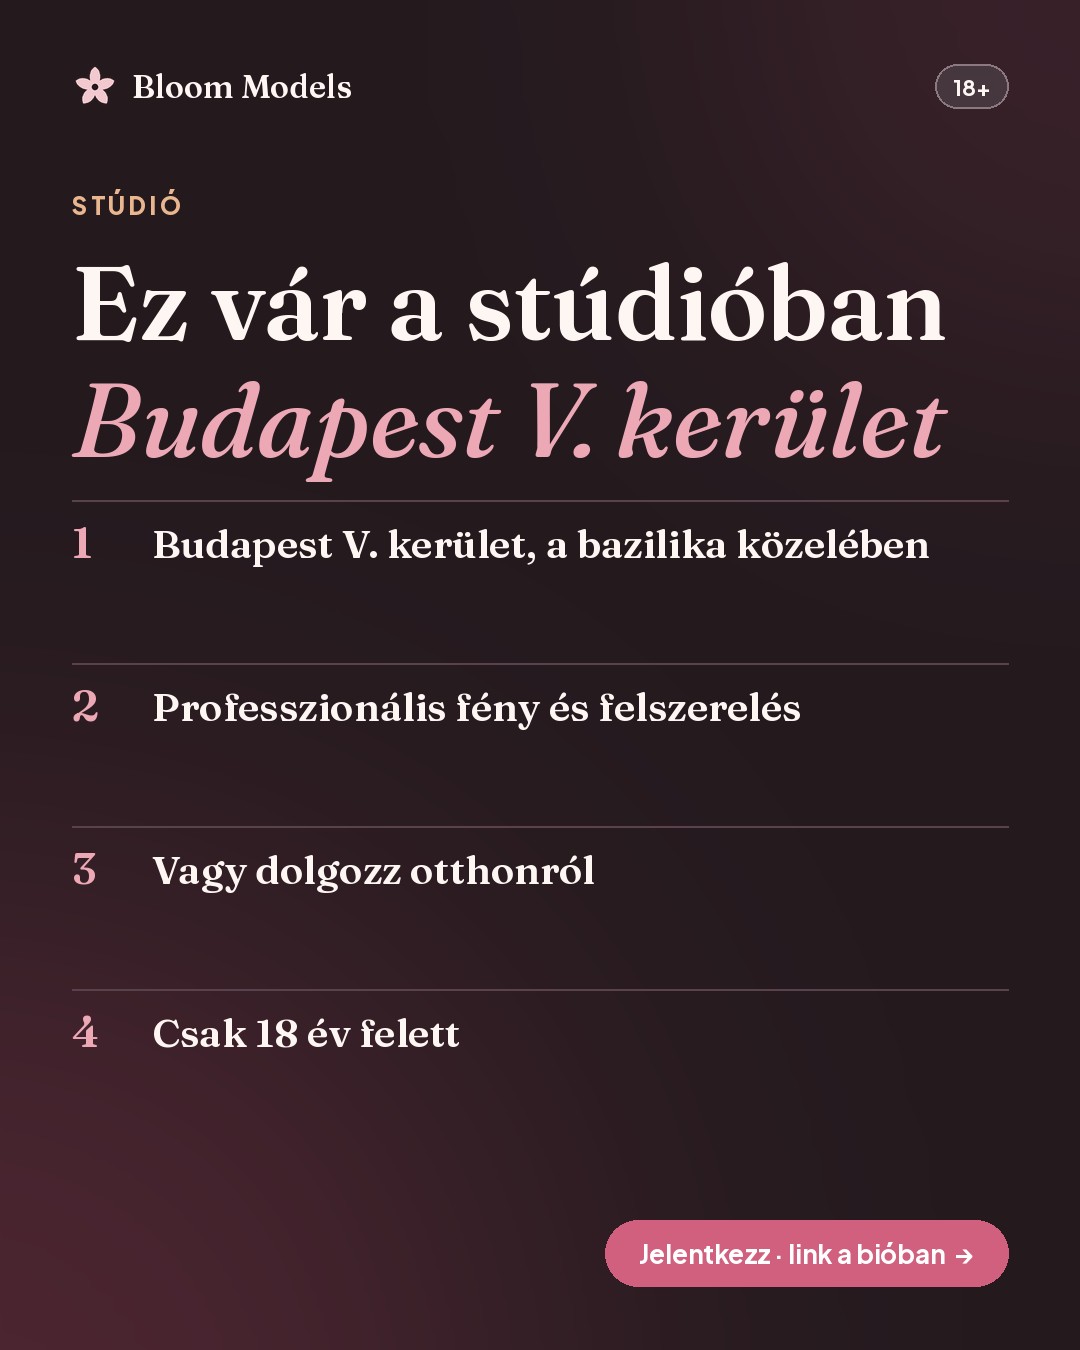 Bloom Models
18+
STÚDIÓ
Ez vár a stúdióban
Budapest V. kerület
1 Budapest V. kerület, a bazilika közelében
2 Professzionális fény és felszerelés
3 Vagy dolgozz otthonról
4 Csak 18 év felett
Jelentkezz · link a bióban →